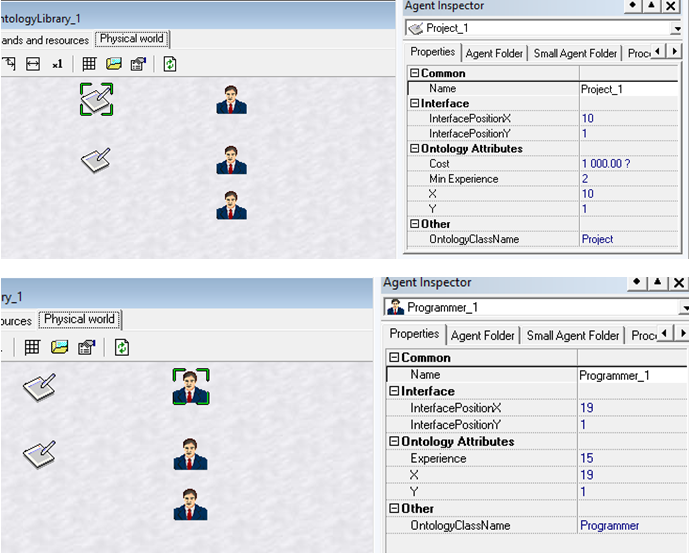 ntologyLibrary_1
ands and resources Physical world
x1
Agent Inspector
Project_1
Properties Agent Folder Small Agent Folder Proc
Common
Name Project_1
Interface
InterfacePositionX 10
InterfacePositionY 1
Ontology Attributes
Cost 1 000.00 ?
Min Experience 2
X 10
Y 1
Other
OntologyClassName Project
ry_1
ources Physical world
Agent Inspector
Programmer_1
Properties Agent Folder Small Agent Folder Proc
Common
Name Programmer_1
Interface
InterfacePositionX 19
InterfacePositionY 1
Ontology Attributes
Experience 15
X 19
Y 1
Other
OntologyClassName Programmer